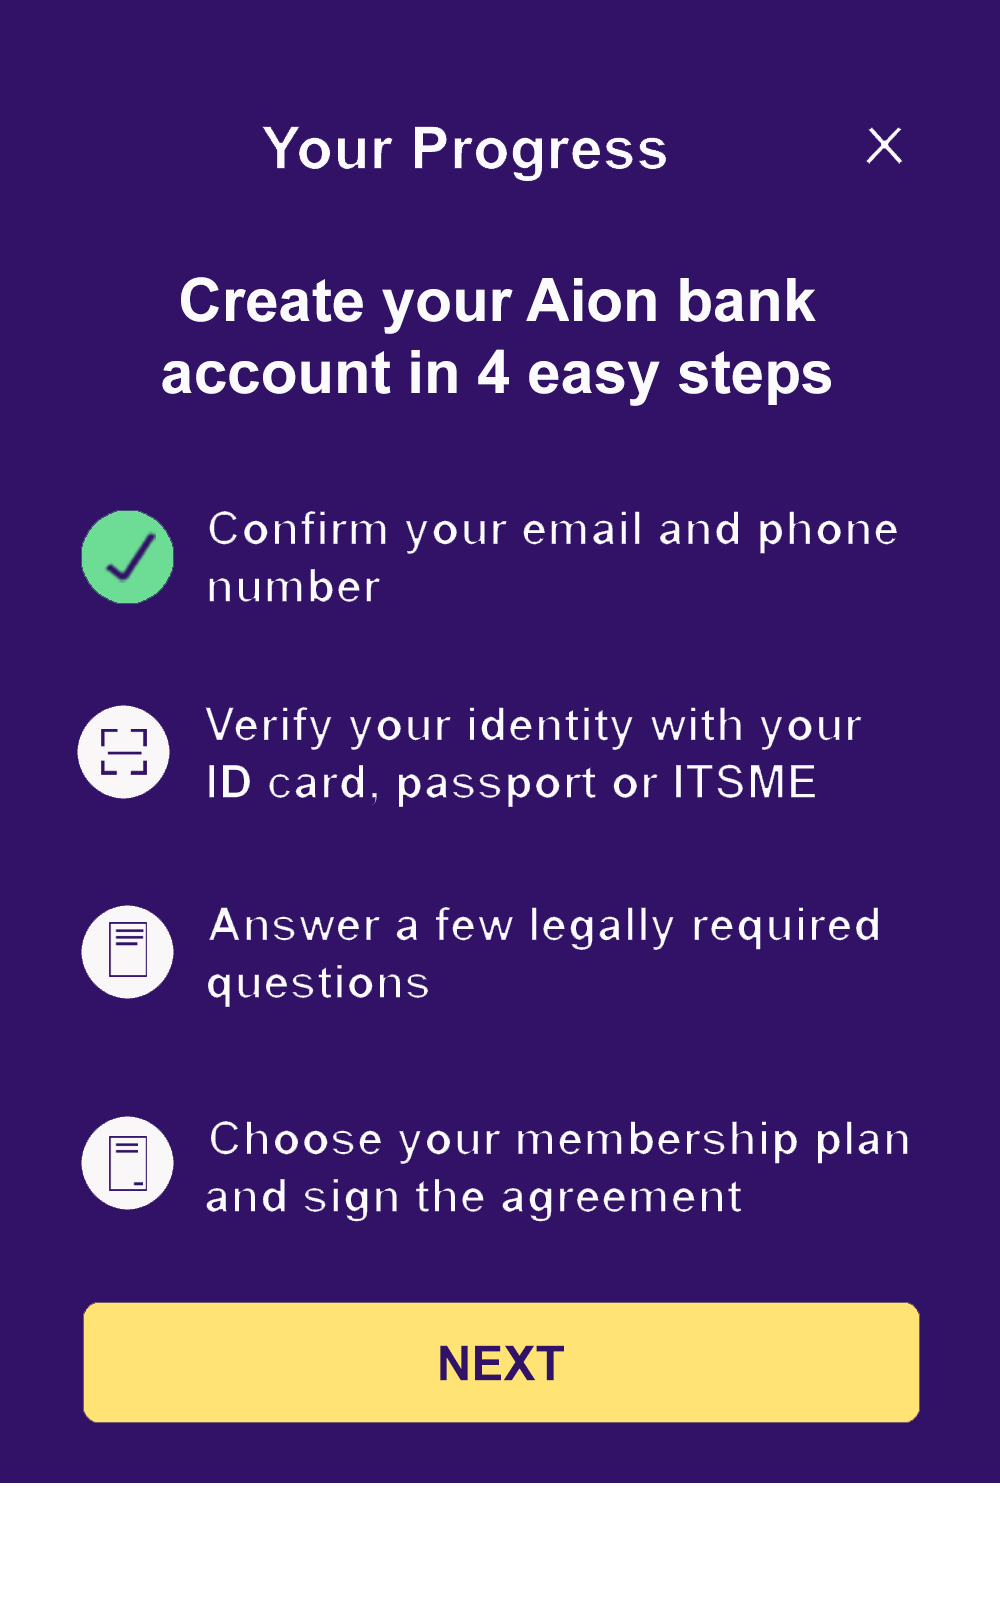 Your Progress
Create your Aion bank
account in 4 easy steps
Confirm your email and phone
number
Verify your identity with your
ID card, passport or ITSME
Answer a few legally required
questions
Choose your membership plan
and sign the agreement
NEXT